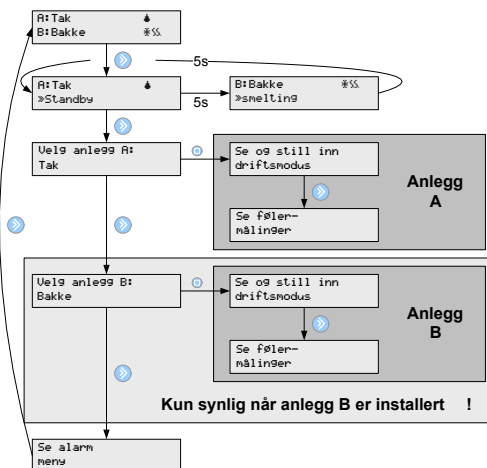 A:Tak
B:Bakke
5s
A:Tak
»Standby
5s
B:Bakke
»smelting
Velg anlegg A:
Tak
Se og still inn
driftsmodus
Se føler-
målinger
Anlegg
A
Velg anlegg B:
Bakke
Se og still inn
driftsmodus
Se føler-
målinger
Anlegg
B
Kun synlig når anlegg B er installert !
Se alarm
meny